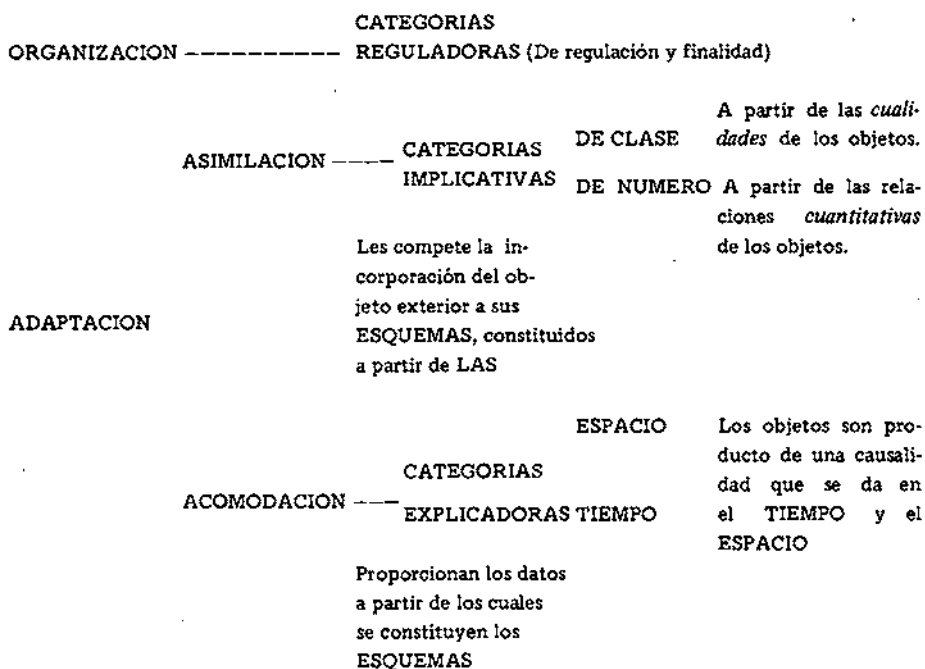 CATEGORIAS
ORGANIZACION ---------- REGULADORAS (De regulación y finalidad)
A partir de las cuali-
DE CLASE dades de los objetos.
ASIMILACION ---- CATEGORIAS
IMPLICATIVAS
DE NUMERO A partir de las rela-
ciones cuantitativas
de los objetos.
Les compete la in-
corporación del ob-
jeto exterior a sus
ADAPTACION
ESQUEMAS, constituidos
a partir de LAS
ESPACIO Los objetos son pro-
ducto de una causali-
CATEGORIAS
dad que se da en
ACOMODACION ---
EXPLICADORAS TIEMPO el TIEMPO y el
ESPACIO
Proporcionan los datos
a partir de los cuales
se constituyen los
ESQUEMAS